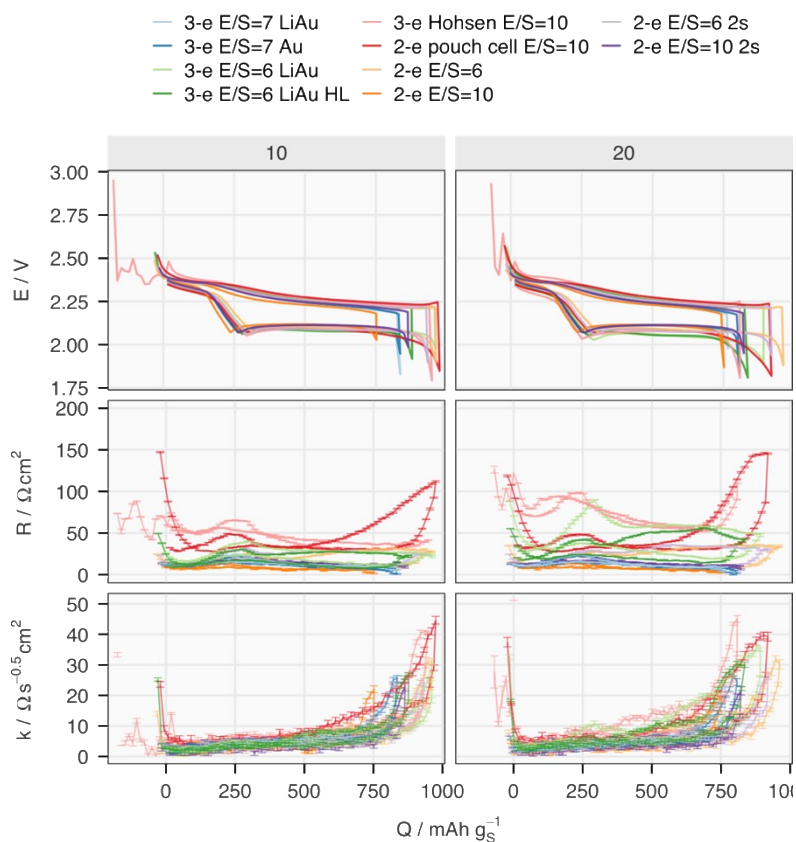 3-e E/S=7 LiAu 3-e Hohsen E/S=10 2-e E/S=6 2s
3-e E/S=7 Au 2-e pouch cell E/S=10 2-e E/S=10 2s
3-e E/S=6 LiAu 2-e E/S=6
3-e E/S=6 LiAu HL 2-e E/S=10
10 20
3.00
2.75
2.50
2.25
2.00
1.75
E / V
200
150
100
50
0
R / Ωcm²
50
40
30
20
10
0
k / Ωs⁻⁰·⁵cm²
0 250 500 750 1000 0 250 500 750 100
Q / mAh g_S⁻¹